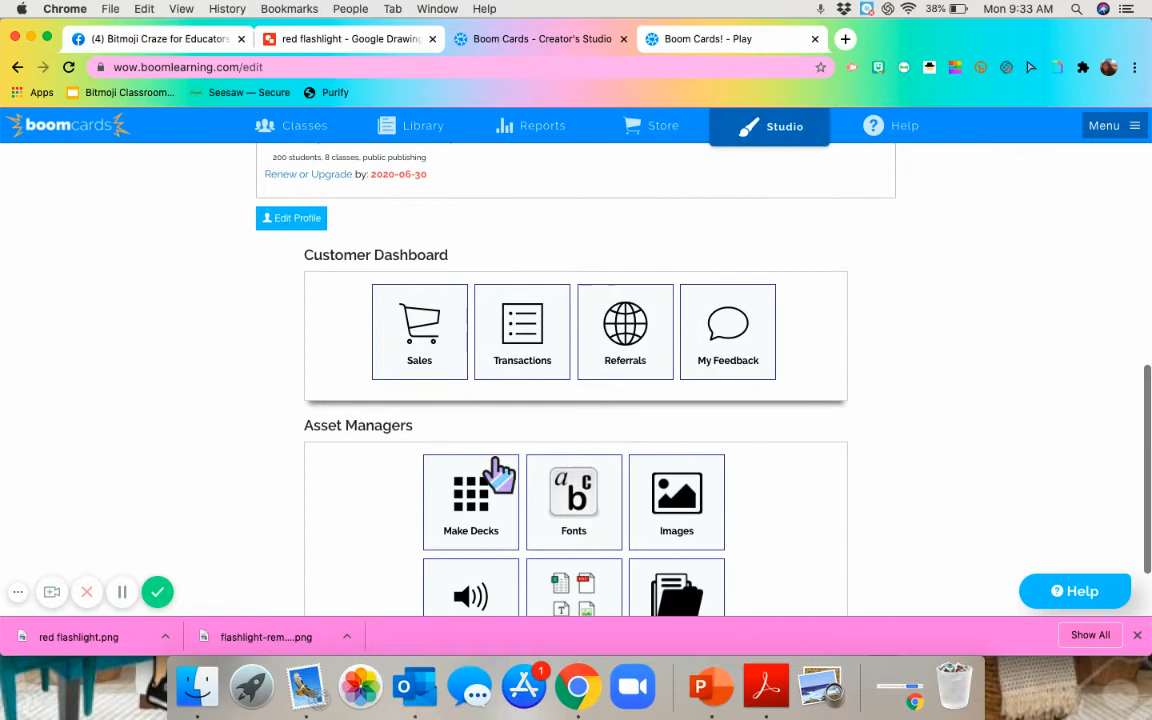 Chrome File Edit View History Bookmarks People Tab Window Help 38% Mon 9:33 AM
(4) Bitmoji Craze for Educators × red flashlight - Google Drawing × Boom Cards - Creator's Studio × Boom Cards! - Play × +
wow.boomlearning.com/edit
Apps Bitmoji Classroom... Seesaw — Secure Purify
boomcards Classes Library Reports Store Studio Help Menu
200 students, 8 classes, public publishing
Renew or Upgrade by: 2020-06-30
Edit Profile
Customer Dashboard
Sales Transactions Referrals My Feedback
Asset Managers
abc
Make Decks Fonts Images
Help
red flashlight.png flashlight-rem....png Show All ×
1